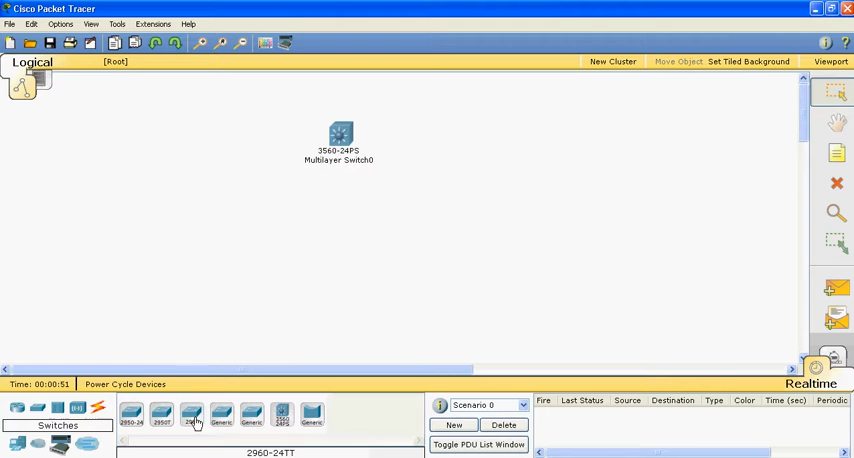 Cisco Packet Tracer
File Edit Options View Tools Extensions Help
Logical [Root] New Cluster Move Object Set Tiled Background Viewport
3560-24PS
Multilayer Switch0
Time: 00:00:51 Power Cycle Devices Realtime
2950-24 2950T Generic Generic 3560 24PS Generic
Switches
2960-24TT
Scenario 0
New Delete
Toggle PDU List Window
Fire Last Status Source Destination Type Color Time (sec) Periodic